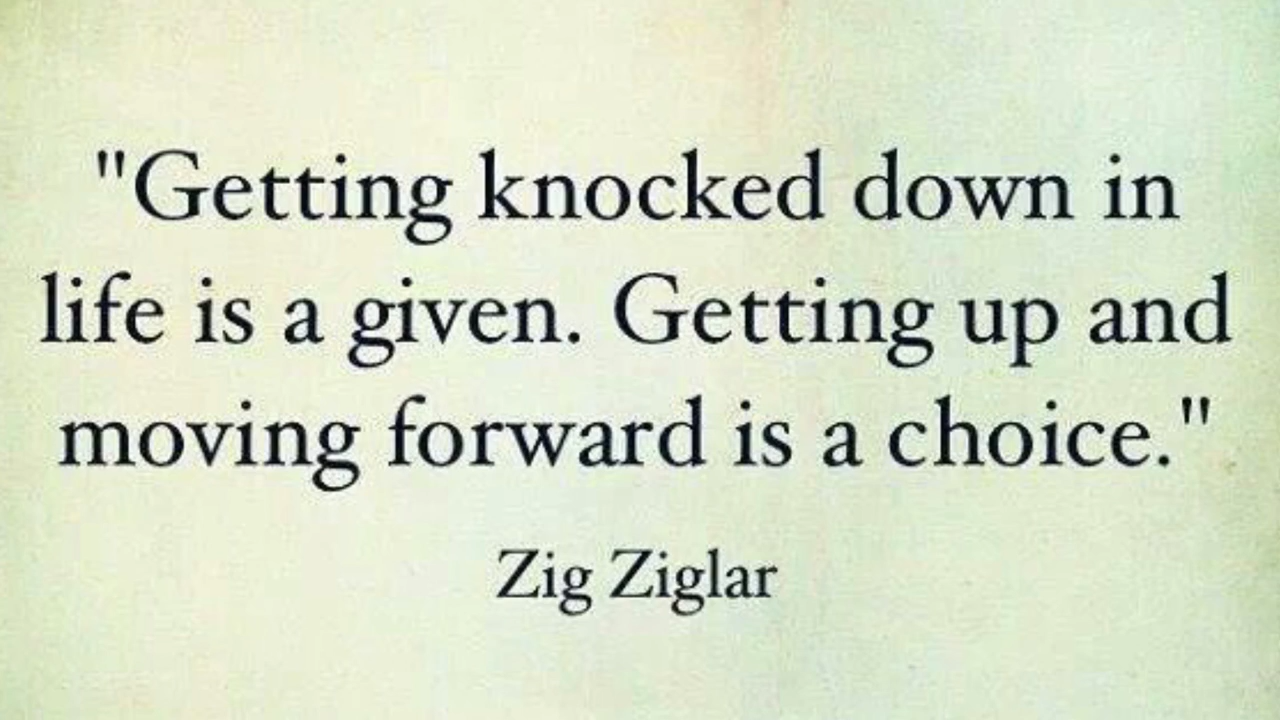 "Getting knocked down in
life is a given. Getting up and
moving forward is a choice."
Zig Ziglar